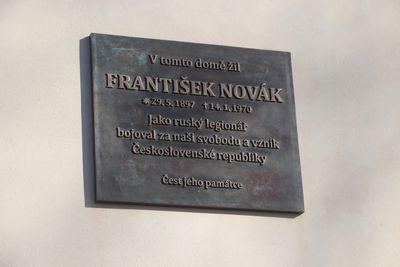 V tomto domě žil
FRANTIŠEK NOVÁK
* 29. 5. 1897 † 14. 1. 1970
Jako ruský legionář
bojoval za naši svobodu a vznik
Československé republiky
Čest jeho památce